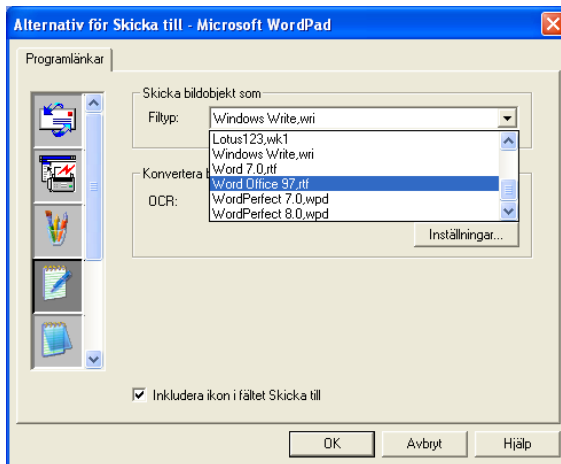 Alternativ för Skicka till - Microsoft WordPad
Programlänkar
Skicka bildobjekt som
Filtyp:
Windows Write,wri
Lotus123,wk1
Windows Write,wri
Word 7.0,rtf
Word Office 97,rtf
WordPerfect 7.0,wpd
WordPerfect 8.0,wpd
Konvertera
OCR:
Inställningar...
Inkludera ikon i fältet Skicka till
OK
Avbryt
Hjälp